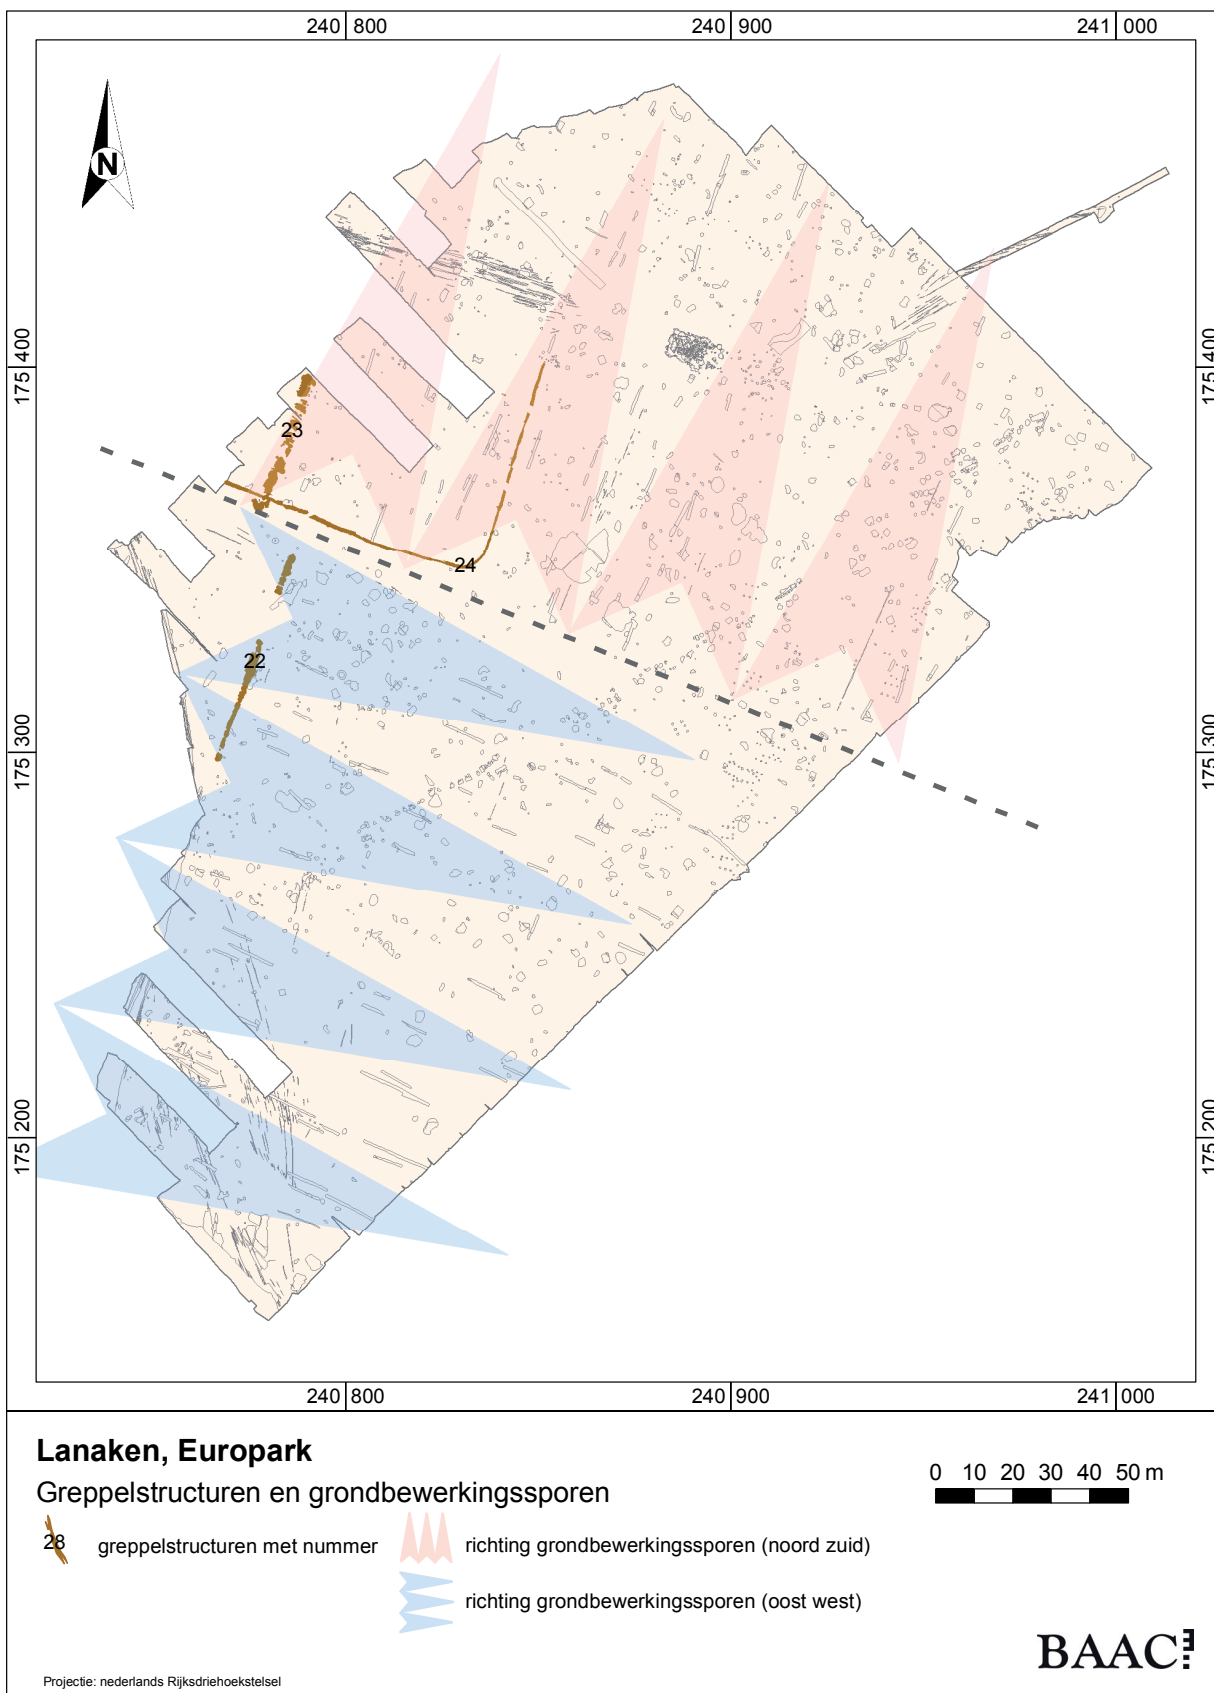 240 800
240 900
241 000
N
175 400
175 400
23
24
22
175 300
175 300
175 200
175 200
240 800
240 900
241 000
Lanaken, Europark
Greppelstructuren en grondbewerkingssporen
0 10 20 30 40 50 m
28
greppelstructuren met nummer
richting grondbewerkingssporen (noord zuid)
richting grondbewerkingssporen (oost west)
BAAC
Projectie: nederlands Rijksdriehoekstelsel